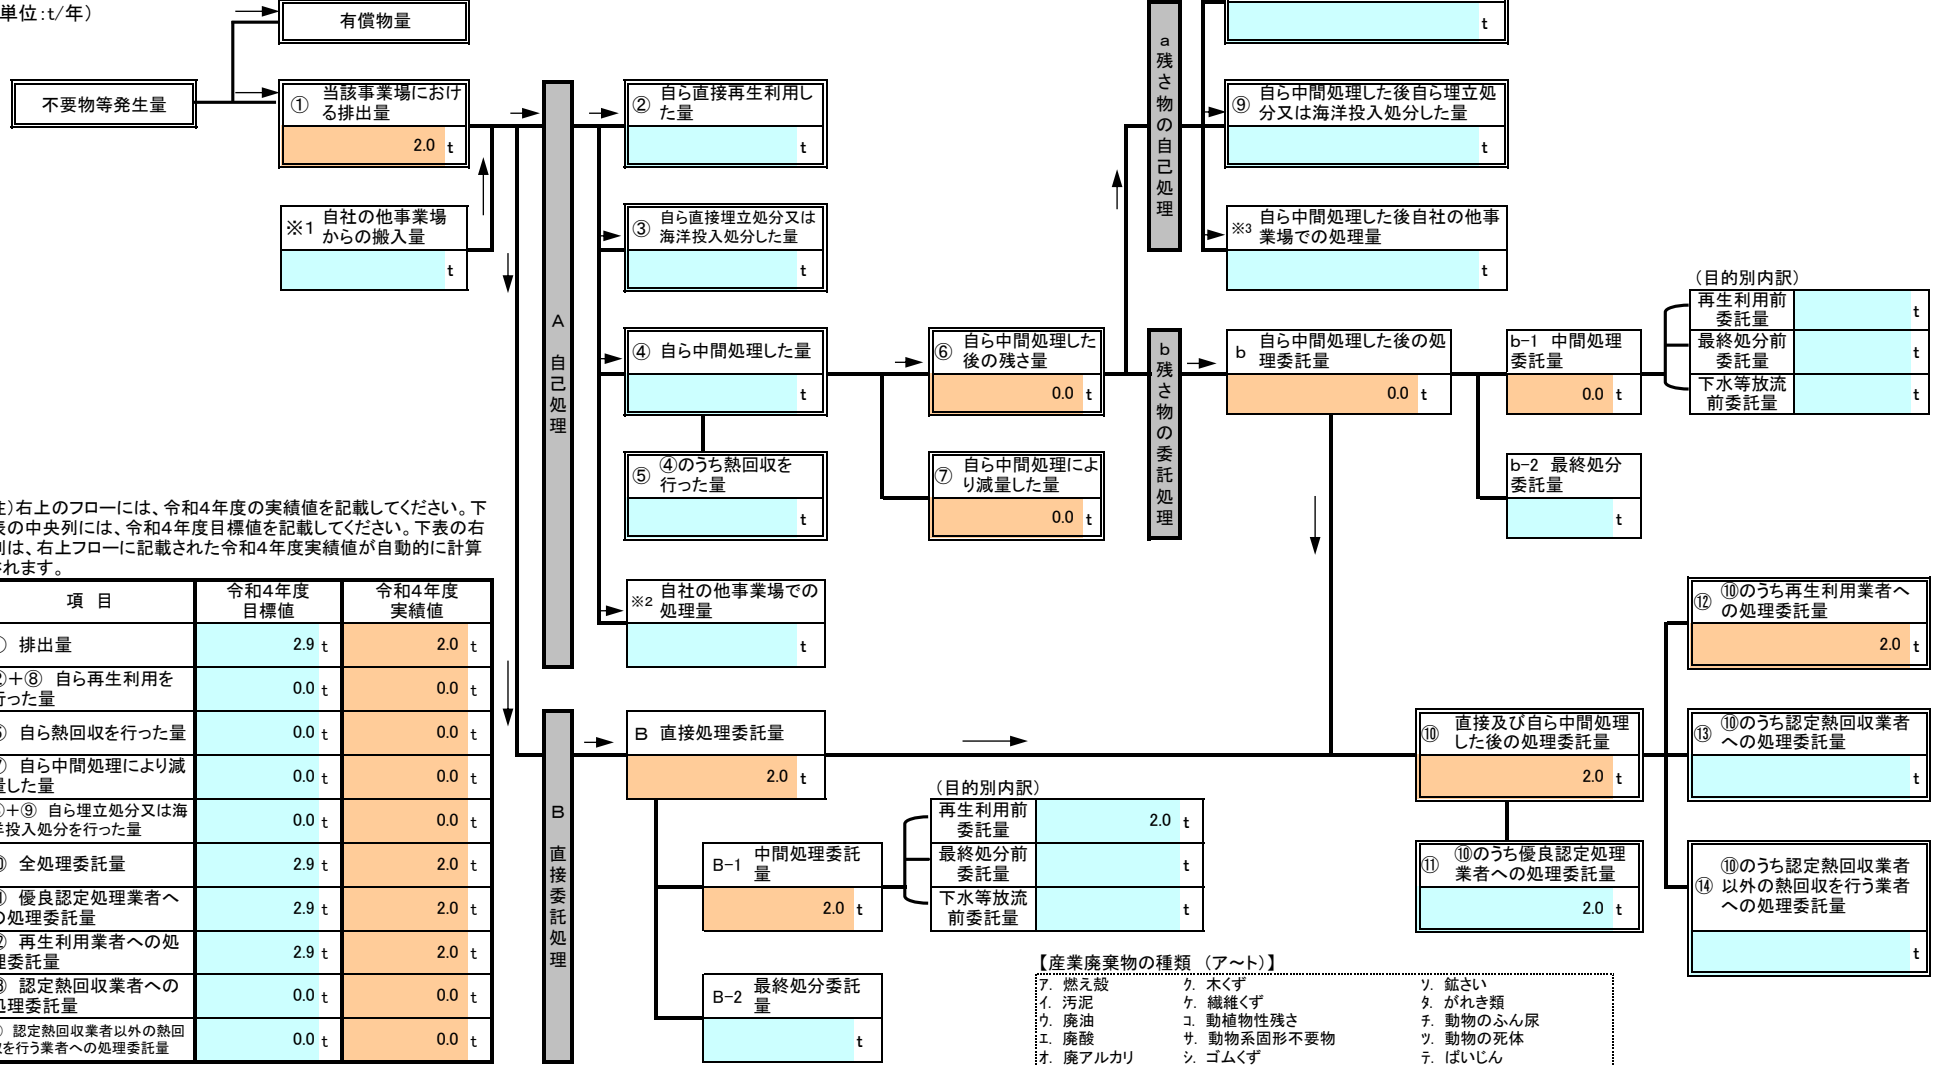 単位:t/年)
有償物量
不要物等発生量
① 当該事業場におけ
る排出量
2.0 t
※1 自社の他事業場
からの搬入量
t
A 自己処理
② 自ら直接再生利用し
た量
t
③ 自ら直接埋立処分又は
海洋投入処分した量
t
④ 自ら中間処理した量
t
⑤ ④のうち熱回収を
行った量
t
※2 自社の他事業場での
処理量
t
⑥ 自ら中間処理した
後の残さ量
0.0 t
⑦ 自ら中間処理によ
り減量した量
0.0 t
a 残さ物の自己処理
t
⑨ 自ら中間処理した後自ら埋立処
分又は海洋投入処分した量
t
※3 自ら中間処理した後自社の他事
業場での処理量
t
b 残さ物の委託処理
b 自ら中間処理した後の処
理委託量
0.0 t
b-1 中間処理
委託量
0.0 t
b-2 最終処分
委託量
t
(目的別内訳)
再生利用前
委託量
t
最終処分前
委託量
t
下水等放流
前委託量
t
注)右上のフローには、令和4年度の実績値を記載してください。下
表の中央列には、令和4年度目標値を記載してください。下表の右
列は、右上フローに記載された令和4年度実績値が自動的に計算
されます。
項 目
令和4年度
目標値
令和4年度
実績値
排出量
2.9 t 2.0 t
②+⑧ 自ら再生利用を
行った量
0.0 t 0.0 t
⑤ 自ら熱回収を行った量
0.0 t 0.0 t
⑦ 自ら中間処理により減
量した量
0.0 t 0.0 t
+⑨ 自ら埋立処分又は海
洋投入処分を行った量
0.0 t 0.0 t
全処理委託量
2.9 t 2.0 t
優良認定処理業者へ
の処理委託量
2.9 t 2.0 t
再生利用業者への処
理委託量
2.9 t 2.0 t
認定熱回収業者への
処理委託量
0.0 t 0.0 t
認定熱回収業者以外の熱回
収を行う業者への処理委託量
0.0 t 0.0 t
B 直接委託処理
B 直接処理委託量
2.0 t
B-1 中間処理委託
量
2.0 t
B-2 最終処分委託
量
t
(目的別内訳)
再生利用前
委託量
2.0 t
最終処分前
委託量
t
下水等放流
前委託量
t
⑩ 直接及び自ら中間処理
した後の処理委託量
2.0 t
⑪ ⑩のうち優良認定処理
業者への処理委託量
2.0 t
⑫ ⑩のうち再生利用業者へ
の処理委託量
2.0 t
⑬ ⑩のうち認定熱回収業者
への処理委託量
t
⑭ ⑩のうち認定熱回収業者
以外の熱回収を行う業者
への処理委託量
t
【産業廃棄物の種類 (ア~ト)】
ア. 燃え殻 ク. 木くず ソ. 鉱さい
イ. 汚泥 ケ. 繊維くず タ. がれき類
ウ. 廃油 コ. 動植物性残さ チ. 動物のふん尿
エ. 廃酸 サ. 動物系固形不要物 ツ. 動物の死体
オ. 廃アルカリ シ. ゴムくず テ. ばいじん